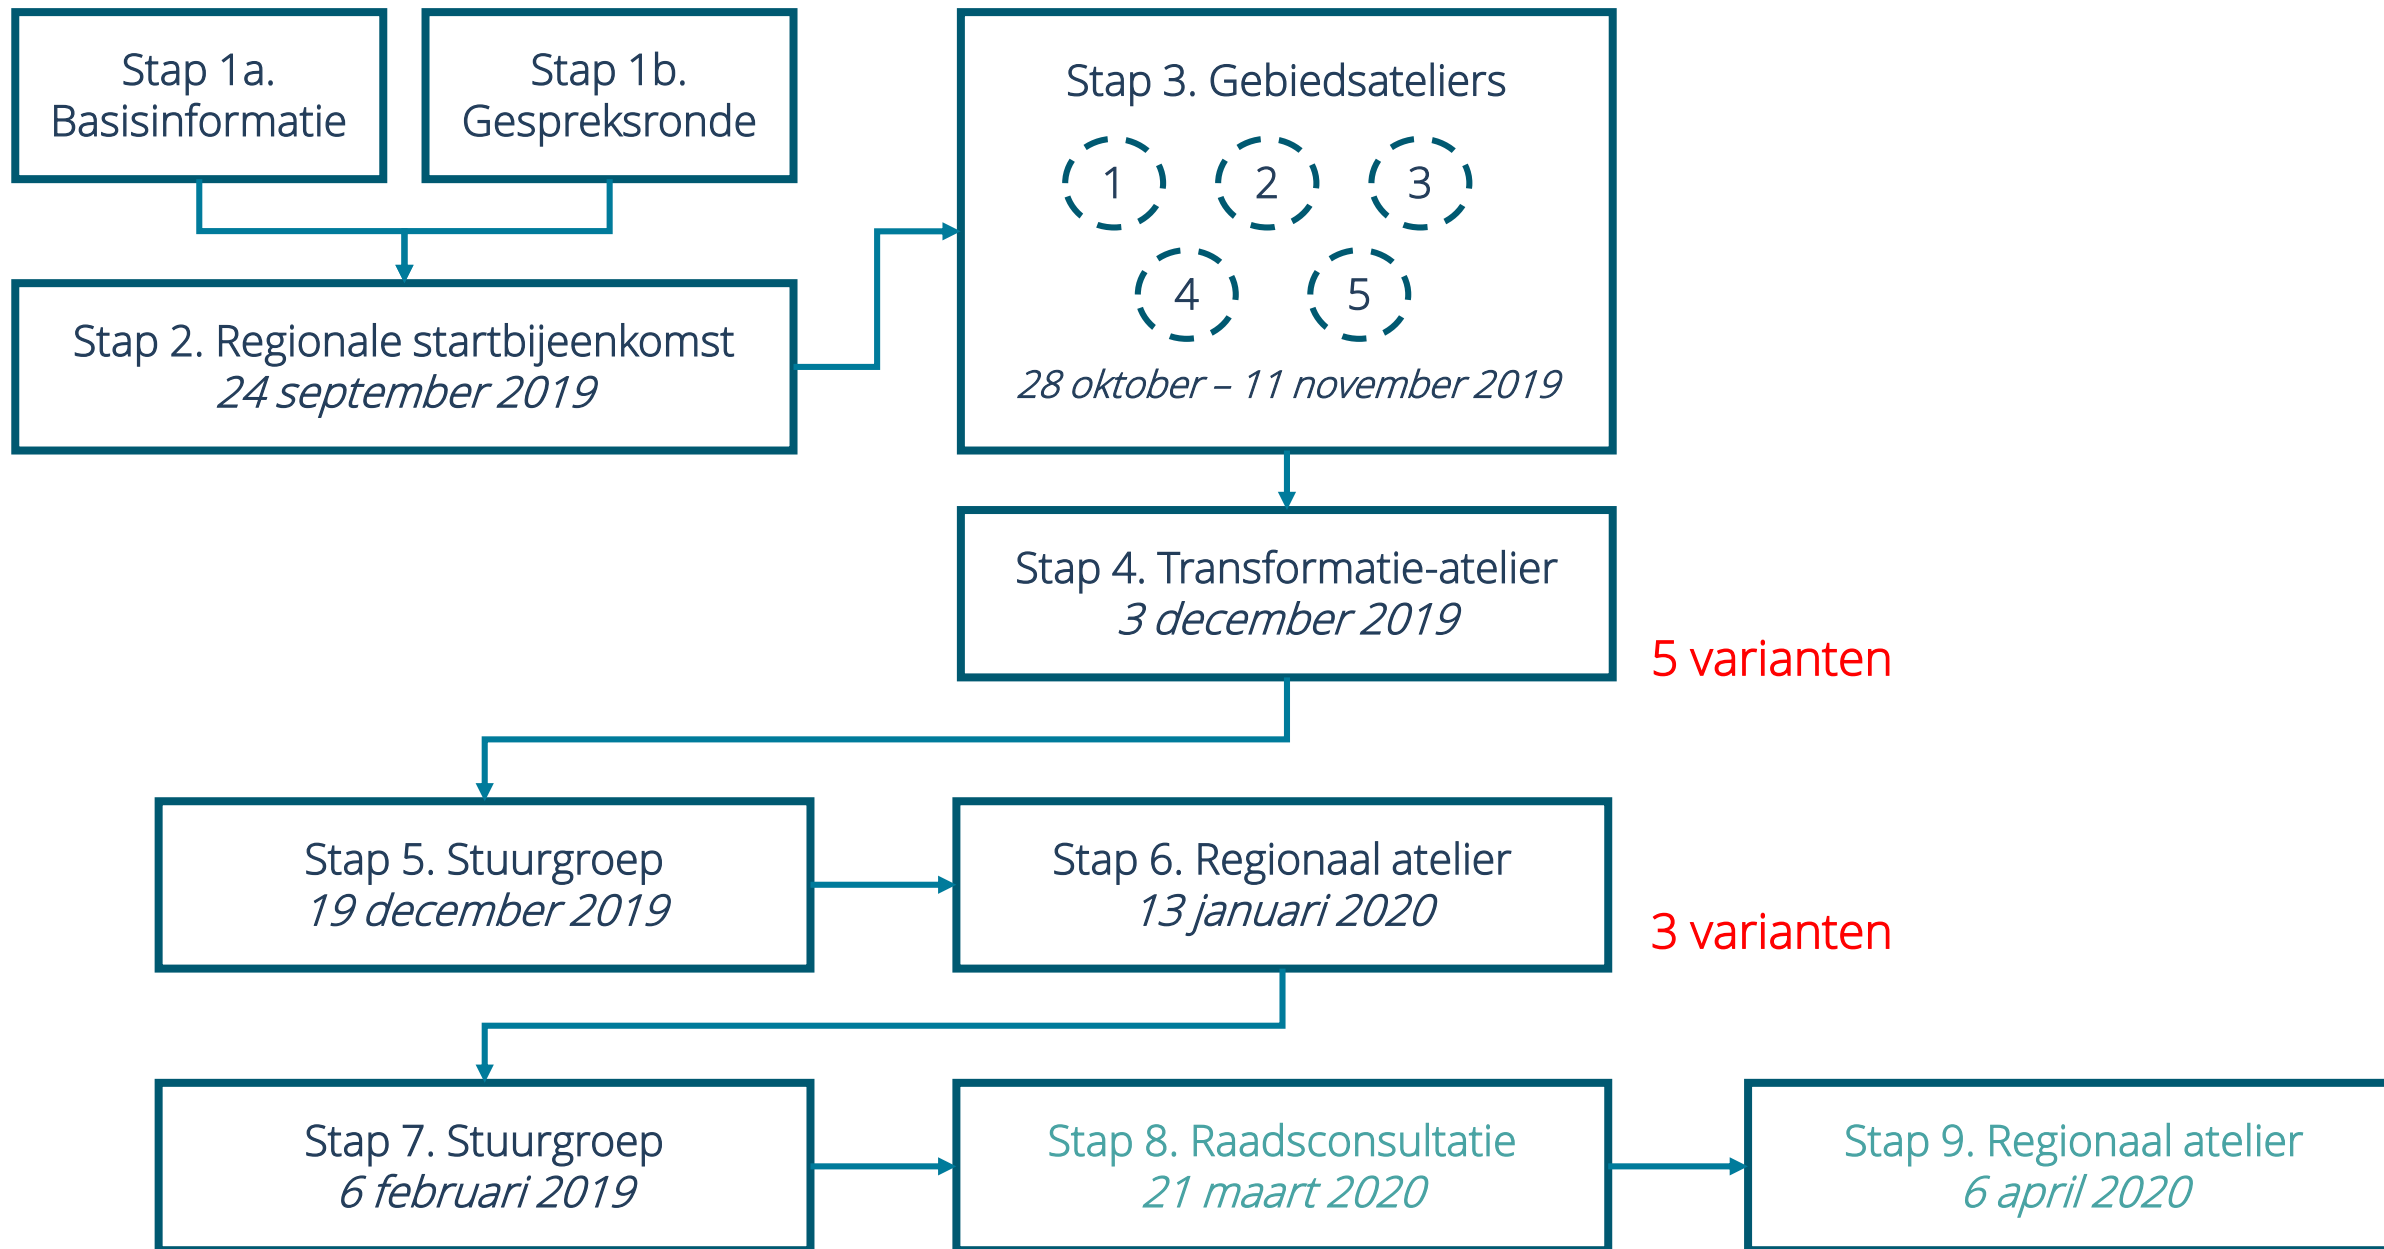 Stap 1a.
Basisinformatie
Stap 1b.
Gespreksronde
Stap 2. Regionale startbijeenkomst
24 september 2019
Stap 3. Gebiedsateliers
1
2
3
4
5
28 oktober – 11 november 2019
Stap 4. Transformatie-atelier
3 december 2019
5 varianten
Stap 5. Stuurgroep
19 december 2019
Stap 6. Regionaal atelier
13 januari 2020
3 varianten
Stap 7. Stuurgroep
6 februari 2019
Stap 8. Raadsconsultatie
21 maart 2020
Stap 9. Regionaal atelier
6 april 2020